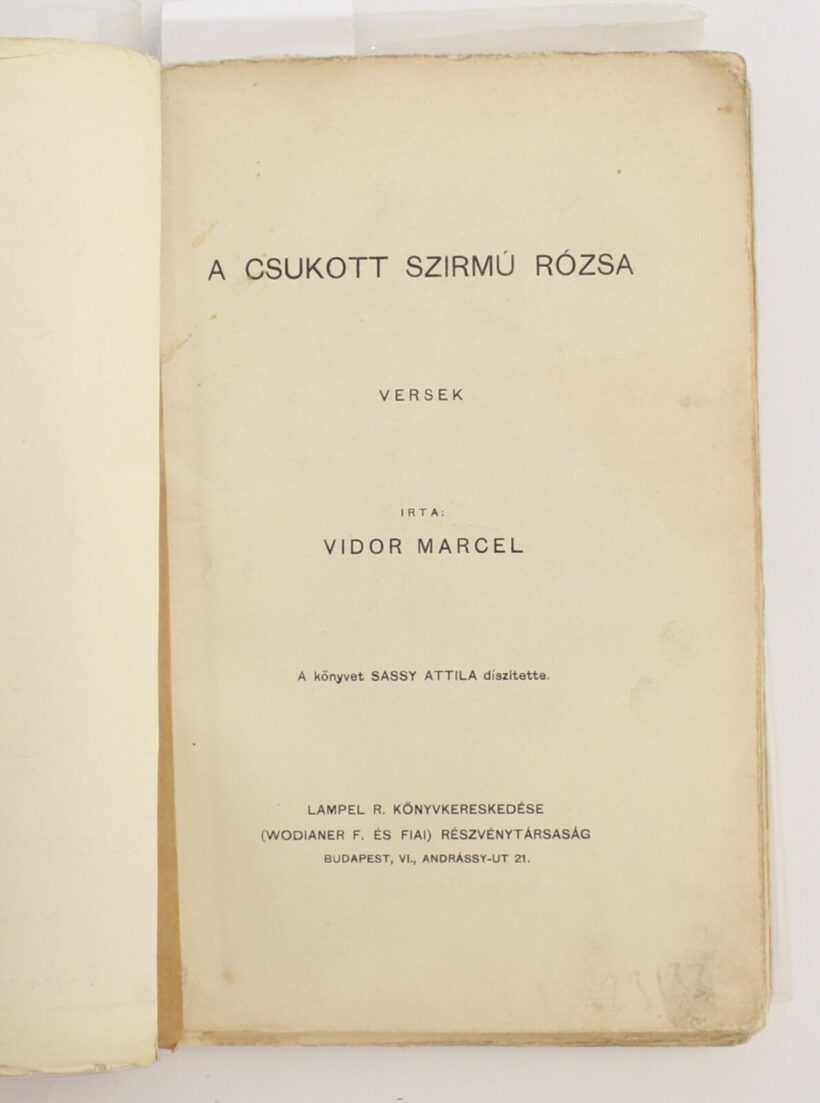 A CSUKOTT SZIRMÚ RÓZSA
VERSEK
IRTA:
VIDOR MARCEL
A könyvet SASSY ATTILA díszítette.
LAMPEL R. KÖNYVKERESKEDÉSE
(WODIANER F. ÉS FIAI) RÉSZVÉNYTÁRSASÁG
BUDAPEST, VI., ANDRÁSSY-UT 21.